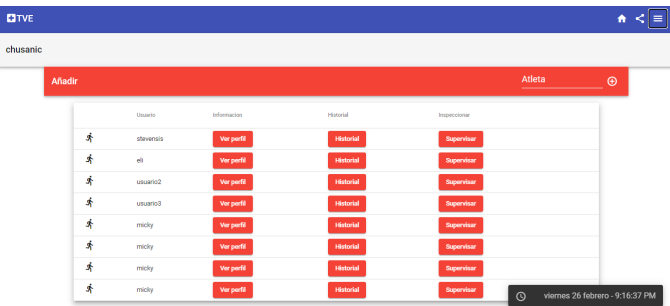 TVE
chusanic
Añadir Atleta
Usuario Informacion Historial Inspeccionar
stevensis Ver perfil Historial Supervisar
eli Ver perfil Historial Supervisar
usuario2 Ver perfil Historial Supervisar
usuario3 Ver perfil Historial Supervisar
micky Ver perfil Historial Supervisar
micky Ver perfil Historial Supervisar
micky Ver perfil Historial Supervisar
micky Ver perfil Historial Supervisar
viernes 26 febrero - 9:16:37 PM